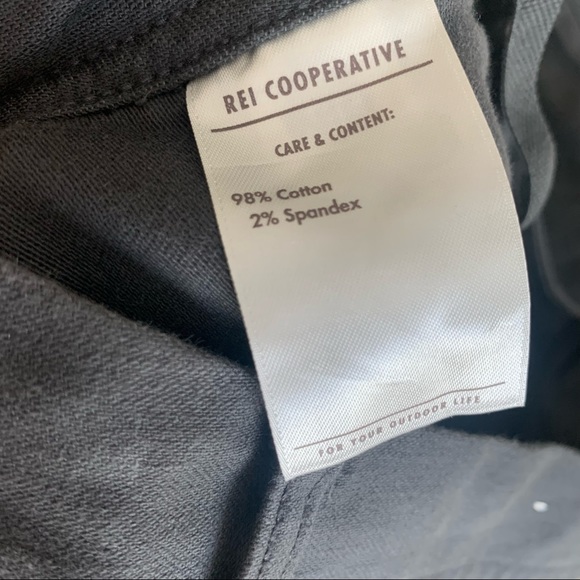 REI COOPERATIVE
CARE & CONTENT:
98% Cotton
2% Spandex
FOR YOUR OUTDOOR LIFE